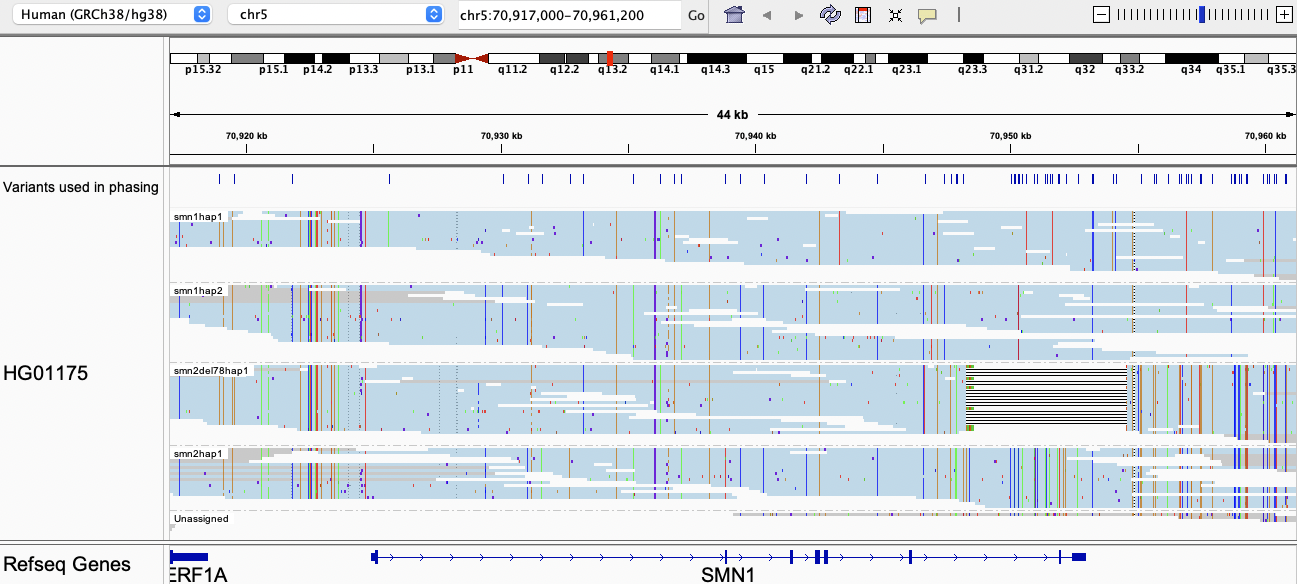 Human (GRCh38/hg38) chr5 chr5:70,917,000-70,961,200 Go
p15.32 p15.1 p14.2 p13.3 p13.1 p11 q11.2 q12.2 q13.2 q14.1 q14.3 q15 q21.2 q22.1 q23.1 q23.3 q31.2 q32 q33.2 q34 q35.1 q35.3
44 kb
70,920 kb 70,930 kb 70,940 kb 70,950 kb 70,960 kb
Variants used in phasing
smn1hap1
smn1hap2
HG01175
smn2del78hap1
smn2hap1
Unassigned
Refseq Genes
ERF1A SMN1